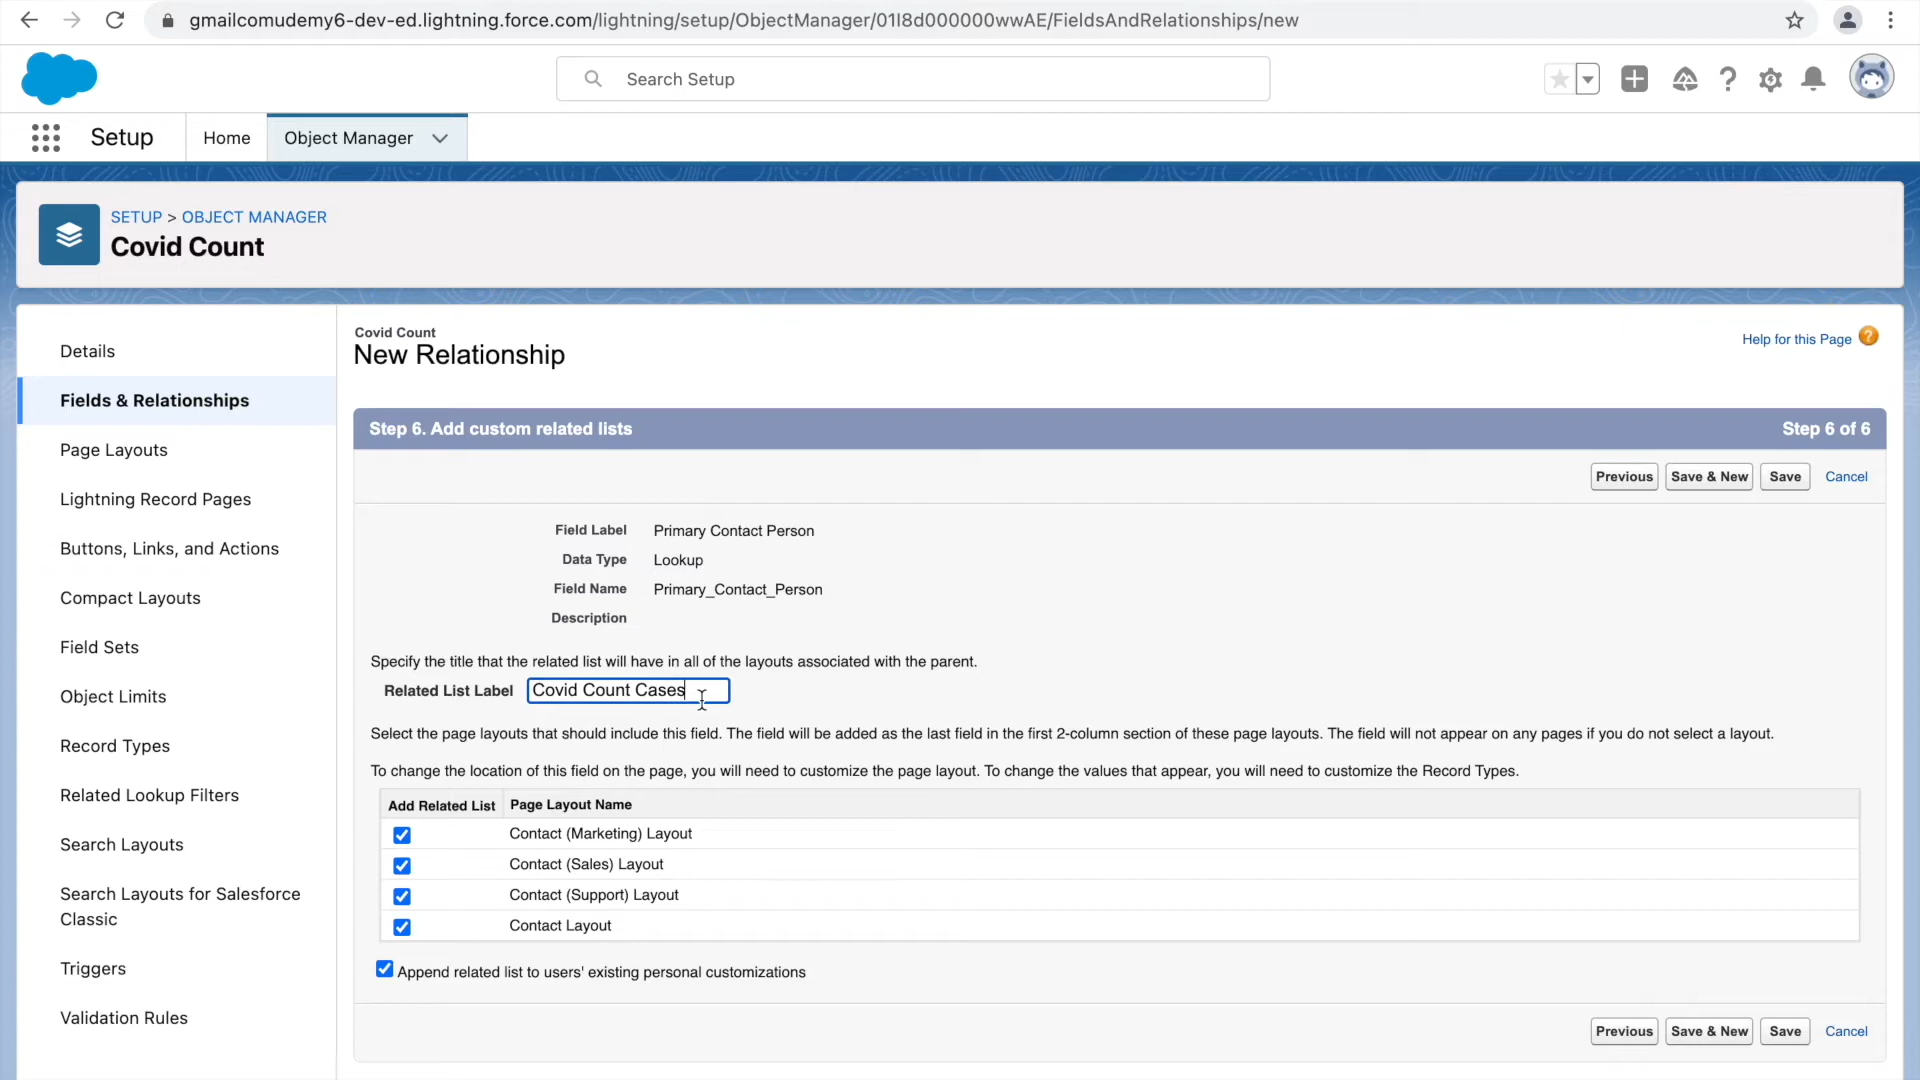 gmailcomudemy6-dev-ed.lightning.force.com/lightning/setup/ObjectManager/01I8d000000wwAE/FieldsAndRelationships/new
Search Setup
Setup
Home
Object Manager
SETUP > OBJECT MANAGER
Covid Count
Details
Fields & Relationships
Page Layouts
Lightning Record Pages
Buttons, Links, and Actions
Compact Layouts
Field Sets
Object Limits
Record Types
Related Lookup Filters
Search Layouts
Search Layouts for Salesforce
Classic
Triggers
Validation Rules
Covid Count
New Relationship
Help for this Page
Step 6. Add custom related lists
Step 6 of 6
Previous Save & New Save Cancel
Field Label Primary Contact Person
Data Type Lookup
Field Name Primary_Contact_Person
Description
Specify the title that the related list will have in all of the layouts associated with the parent.
Related List Label Covid Count Cases
Select the page layouts that should include this field. The field will be added as the last field in the first 2-column section of these page layouts. The field will not appear on any pages if you do not select a layout.
To change the location of this field on the page, you will need to customize the page layout. To change the values that appear, you will need to customize the Record Types.
Add Related List Page Layout Name
Contact (Marketing) Layout
Contact (Sales) Layout
Contact (Support) Layout
Contact Layout
Append related list to users' existing personal customizations
Previous Save & New Save Cancel